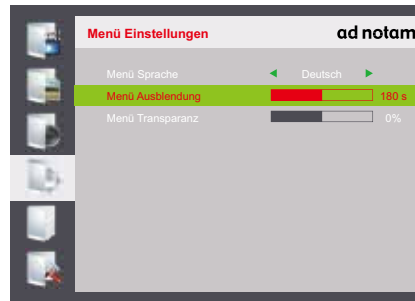 Menü Einstellungen
ad notam
Menü Sprache Deutsch
Menü Ausblendung 180 s
Menü Transparanz 0%